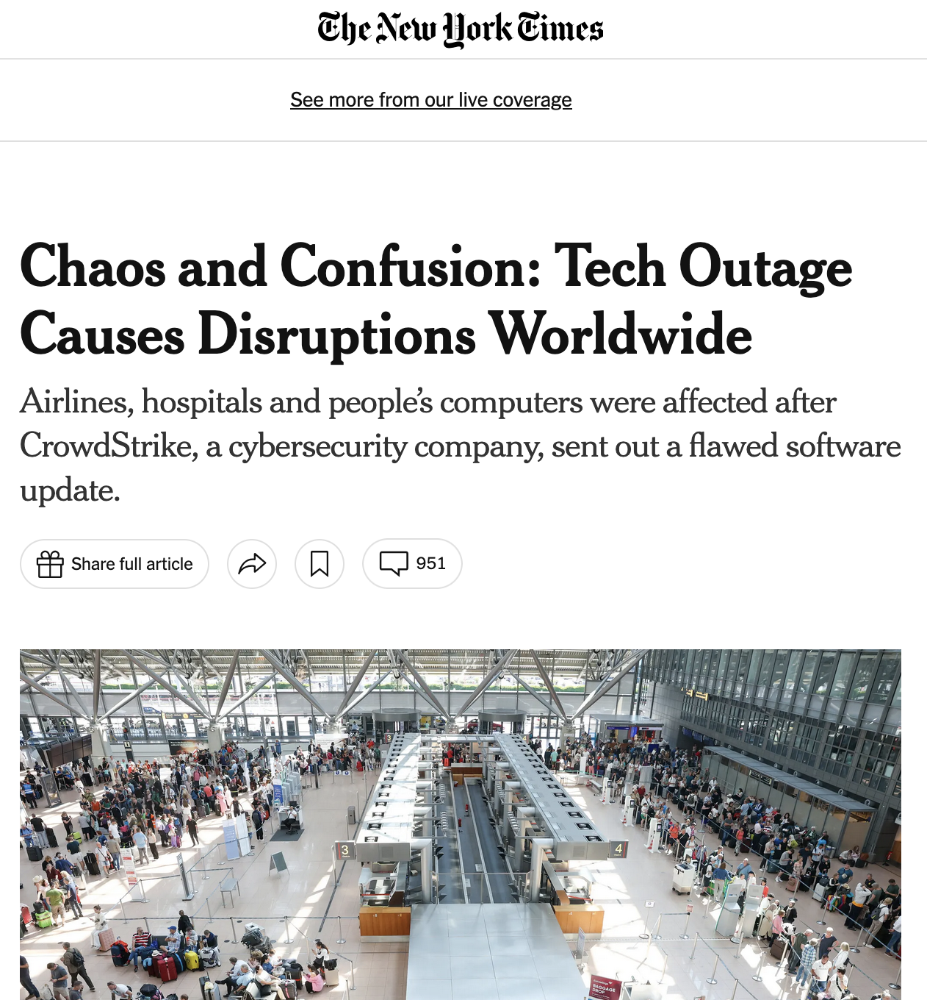 The New York Times
See more from our live coverage
Chaos and Confusion: Tech Outage
Causes Disruptions Worldwide
Airlines, hospitals and people’s computers were affected after
CrowdStrike, a cybersecurity company, sent out a flawed software
update.
Share full article
951
3
3
4
BAGGAGE
DROP